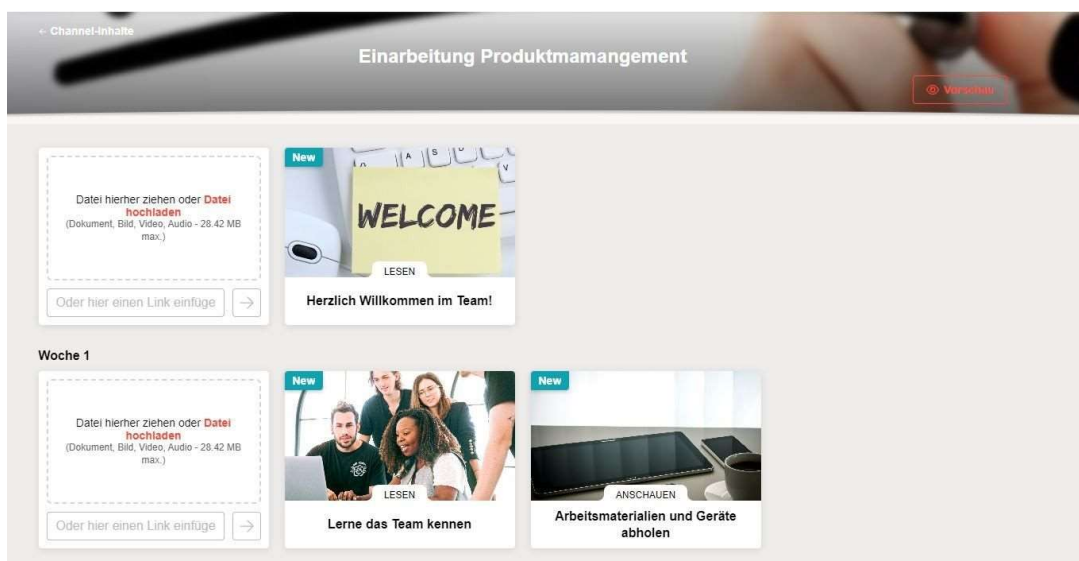 ← Channel-Inhalte
Einarbeitung Produktmamangement
Vorschau
Datei hierher ziehen oder Datei
hochladen
(Dokument, Bild, Video, Audio - 28.42 MB
max.)
Oder hier einen Link einfüge
→
New
A S
V
WELCOME
LESEN
Herzlich Willkommen im Team!
Woche 1
Datei hierher ziehen oder Datei
hochladen
(Dokument, Bild, Video, Audio - 28.42 MB
max.)
Oder hier einen Link einfüge
→
New
LESEN
Lerne das Team kennen
New
ANSCHAUEN
Arbeitsmaterialien und Geräte
abholen